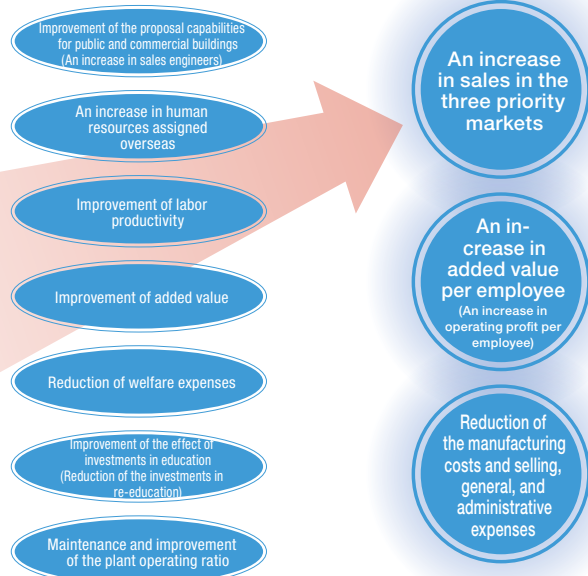 Improvement of the proposal capabilities
for public and commercial buildings
(An increase in sales engineers)
An increase in human
resources assigned
overseas
Improvement of labor
productivity
Improvement of added value
Reduction of welfare expenses
Improvement of the effect of
investments in education
(Reduction of the investments in
re-education)
Maintenance and improvement
of the plant operating ratio
An increase
in sales in the
three priority
markets
An in-
crease in
added value
per employee
(An increase in
operating profit per
employee)
Reduction of
the manufacturing
costs and selling,
general, and
administrative
expenses